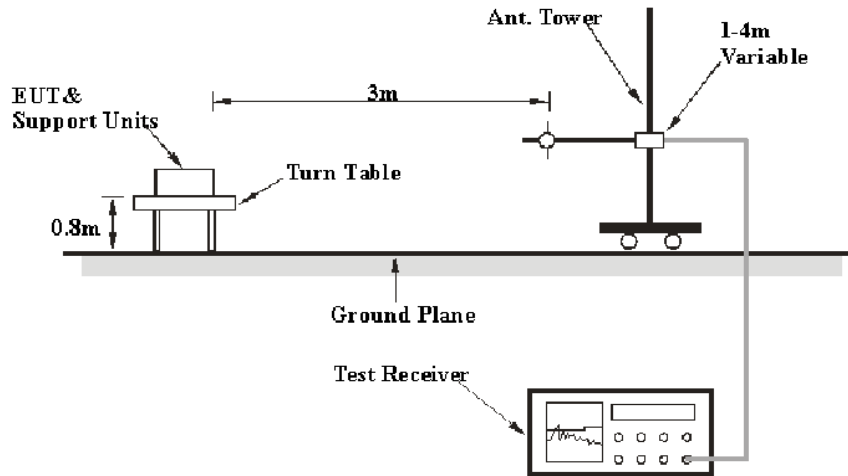 Ant. Tower
1-4m
Variable
3m
EUT&
Support Units
Turn Table
0.8m
Ground Plane
Test Receiver